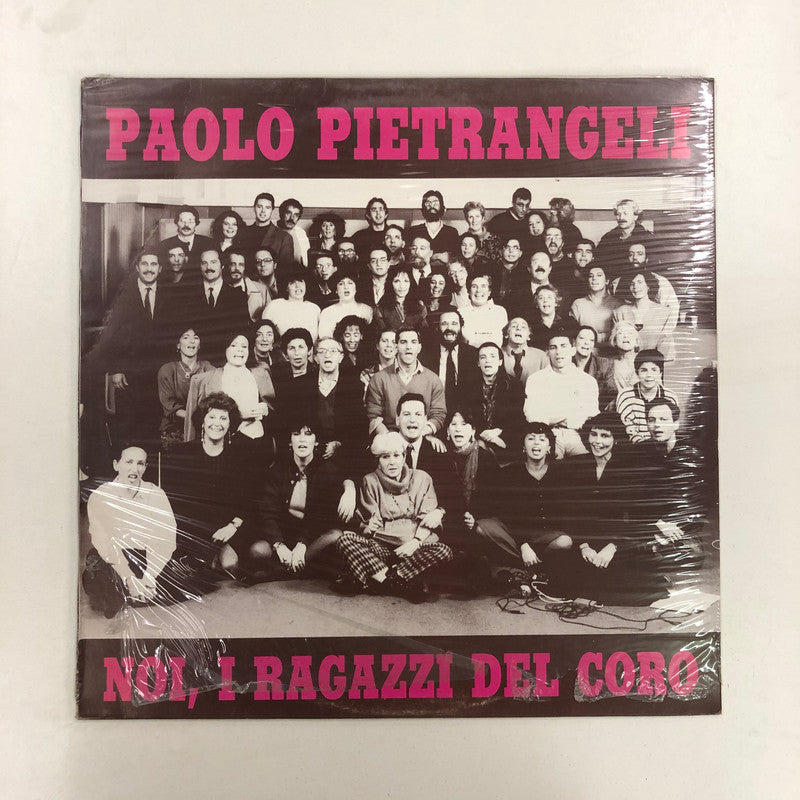 PAOLO PIETRANGELI
NOI, I RAGAZZI DEL CORO